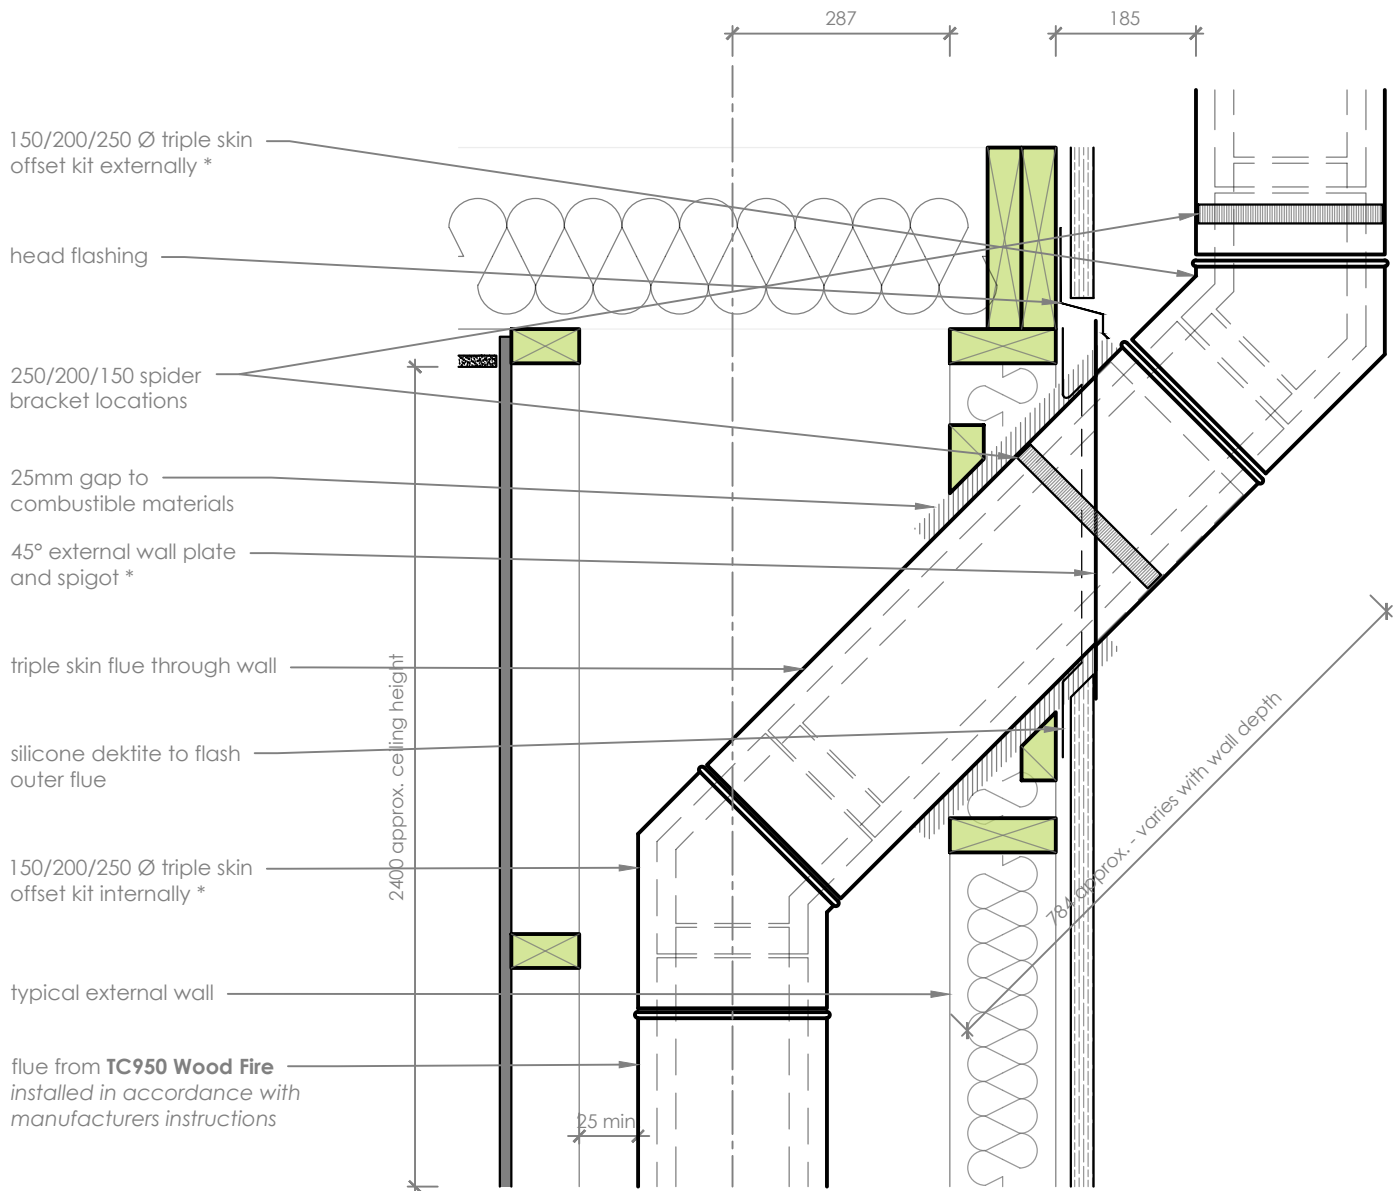 287
185
150/200/250 Ø triple skin
offset kit externally *
head flashing
250/200/150 spider
bracket locations
25mm gap to
combustible materials
45° external wall plate
and spigot *
triple skin flue through wall
silicone dektite to flash
outer flue
150/200/250 Ø triple skin
offset kit internally *
typical external wall
flue from TC950 Wood Fire
installed in accordance with
manufacturers instructions
2400 approx. ceiling height
25 min
784 approx. - varies with wall depth